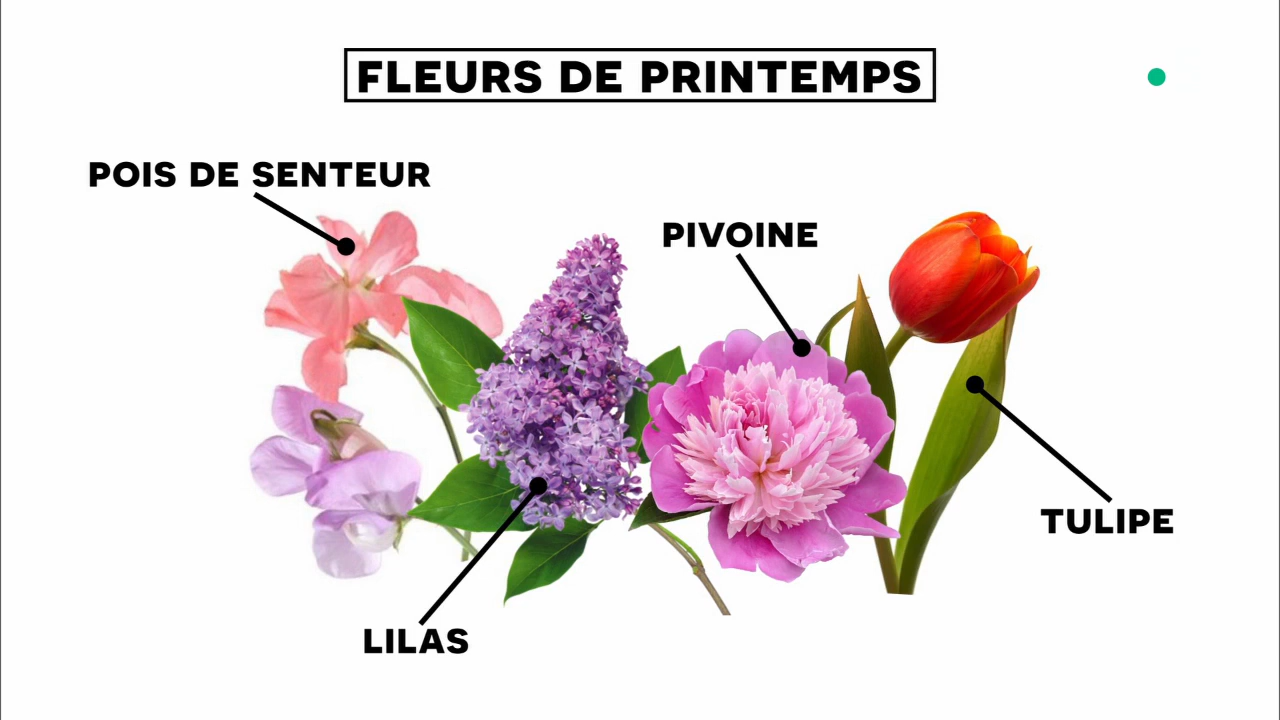 FLEURS DE PRINTEMPS
POIS DE SENTEUR
PIVOINE
TULIPE
LILAS